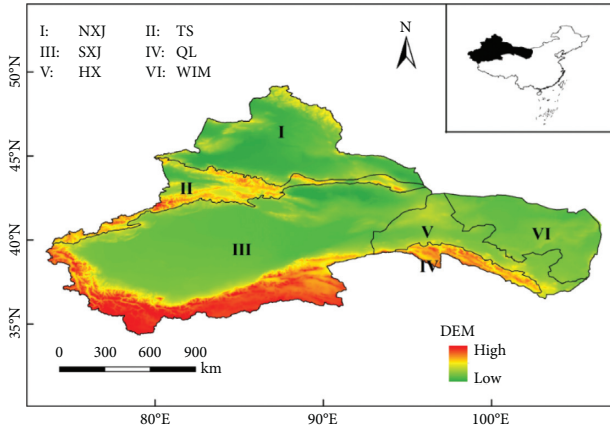 I: NXJ II: TS
III: SXJ IV: QL
V: HX VI: WIM
N
50°N
45°N
40°N
35°N
I
II
III
V
IV
VI
0 300 600 900
km
DEM
High
Low
80°E 90°E 100°E